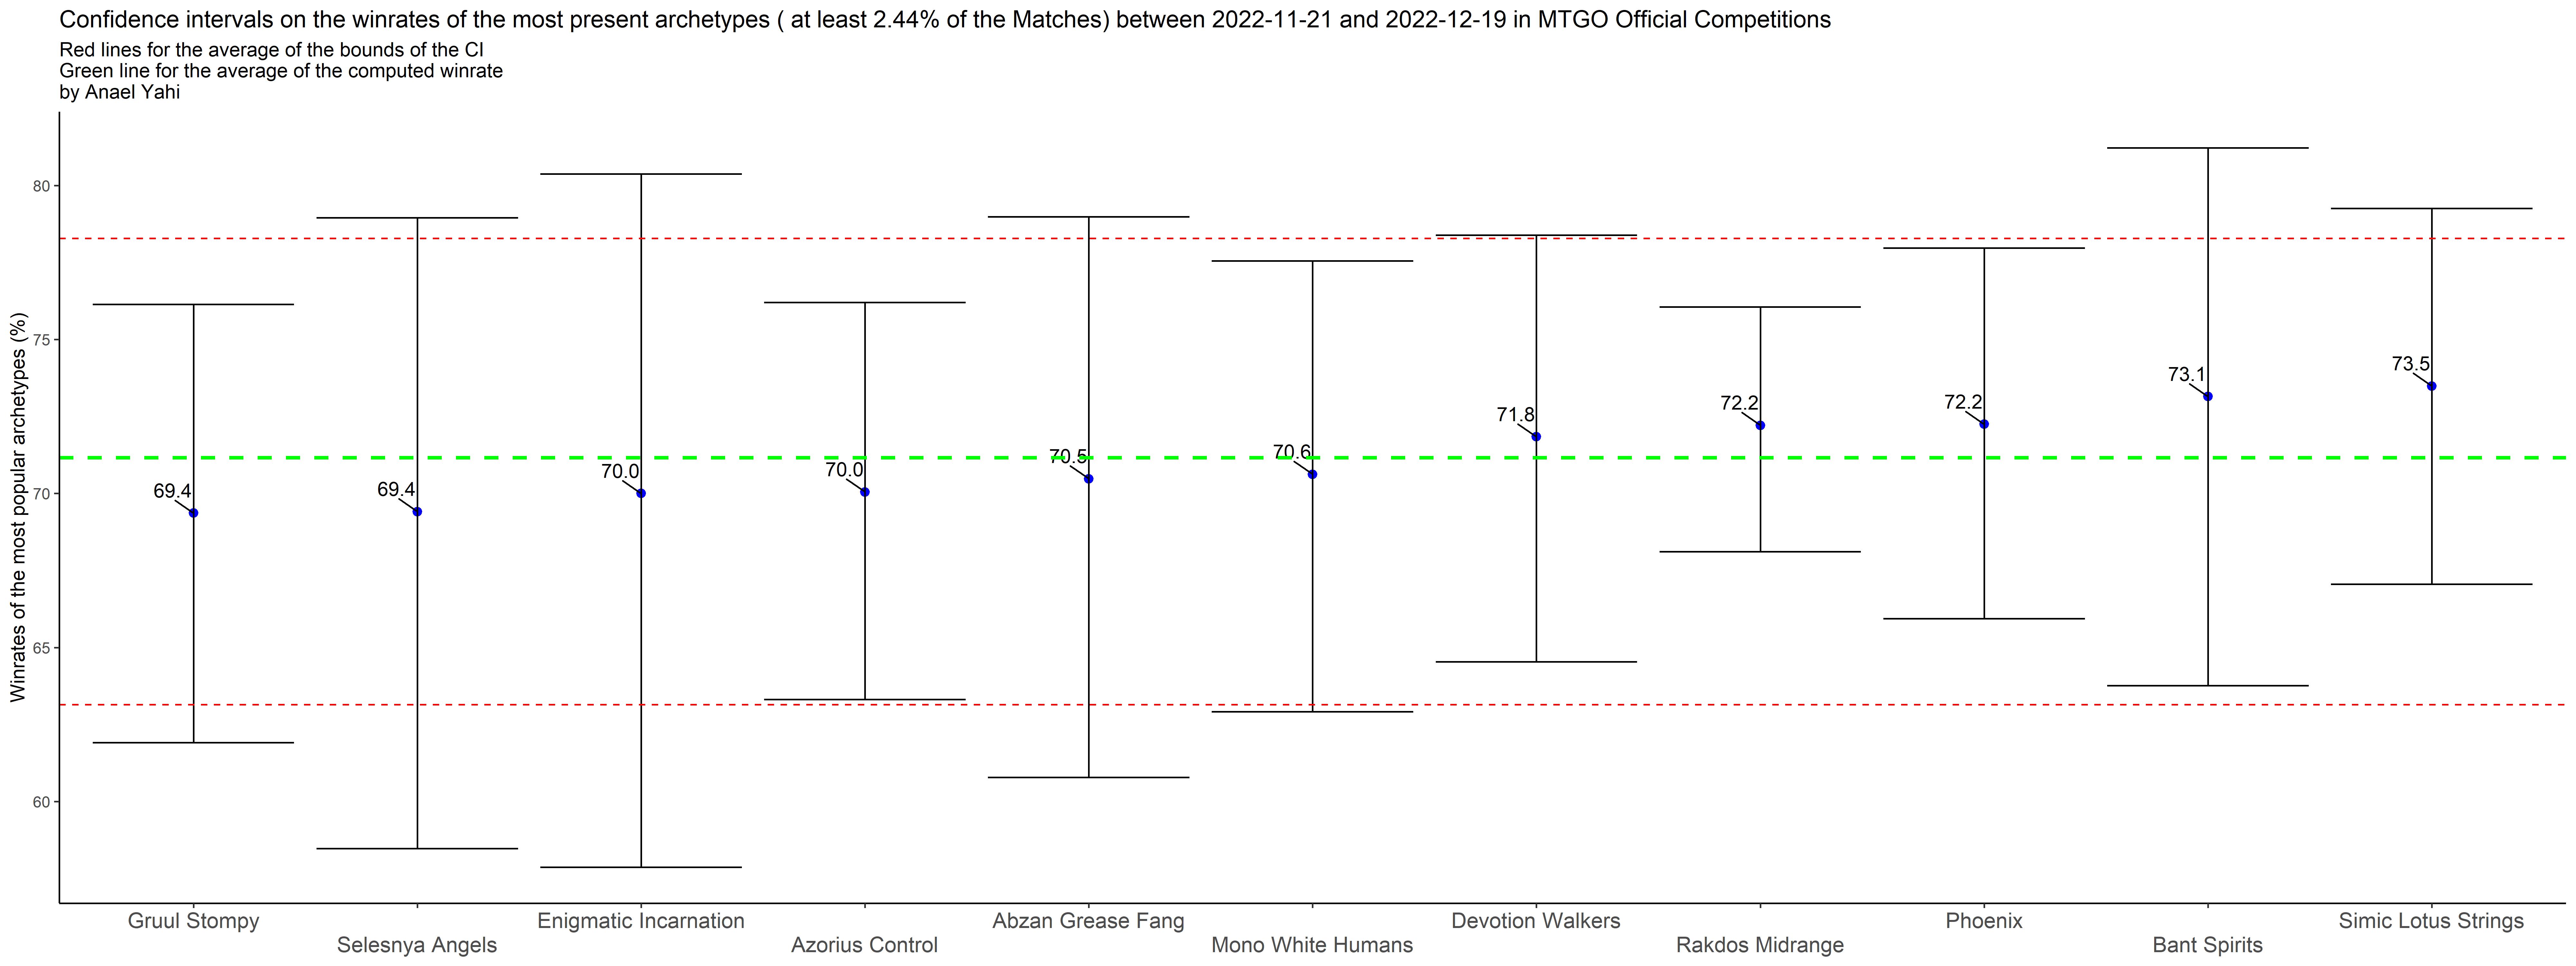 Confidence intervals on the winrates of the most present archetypes ( at least 2.44% of the Matches) between 2022-11-21 and 2022-12-19 in MTGO Official Competitions
Red lines for the average of the bounds of the CI
Green line for the average of the computed winrate
by Anael Yahi
Winrates of the most popular archetypes (%)
80
75
70
65
60
69.4
69.4
70.0
70.0
70.5
70.6
71.8
72.2
72.2
73.1
73.5
Gruul Stompy
Selesnya Angels
Enigmatic Incarnation
Azorius Control
Abzan Grease Fang
Mono White Humans
Devotion Walkers
Rakdos Midrange
Phoenix
Bant Spirits
Simic Lotus Strings